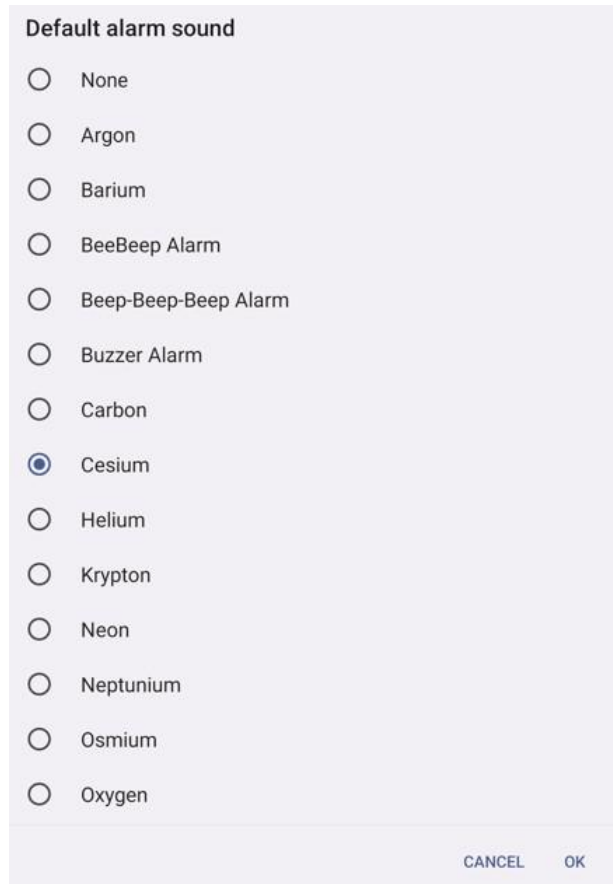 Default alarm sound
None
Argon
Barium
BeeBeep Alarm
Beep-Beep-Beep Alarm
Buzzer Alarm
Carbon
Cesium
Helium
Krypton
Neon
Neptunium
Osmium
Oxygen
CANCEL OK